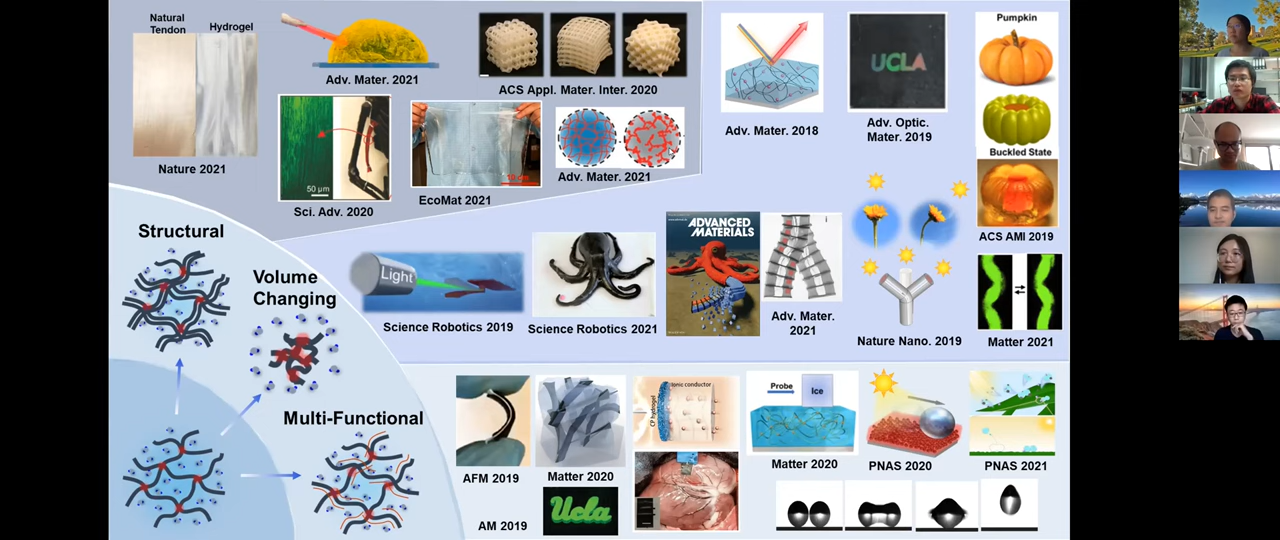 Natural
Tendon
Hydrogel
Nature 2021
Adv. Mater. 2021
ACS Appl. Mater. Inter. 2020
50 µm
Sci. Adv. 2020
EcoMat 2021
Adv. Mater. 2021
Adv. Mater. 2018
UCLA
Adv. Optic.
Mater. 2019
Pumpkin
Buckled State
ACS AMI 2019
Structural
Volume
Changing
Multi-Functional
Light
Science Robotics 2019
Science Robotics 2021
ADVANCED
MATERIALS
i
Adv. Mater.
2021
Nature Nano. 2019
Matter 2021
AFM 2019
Matter 2020
AM 2019
Ucla
Ionic conductor
CP hydrogel
Probe
Ice
Matter 2020
PNAS 2020
PNAS 2021